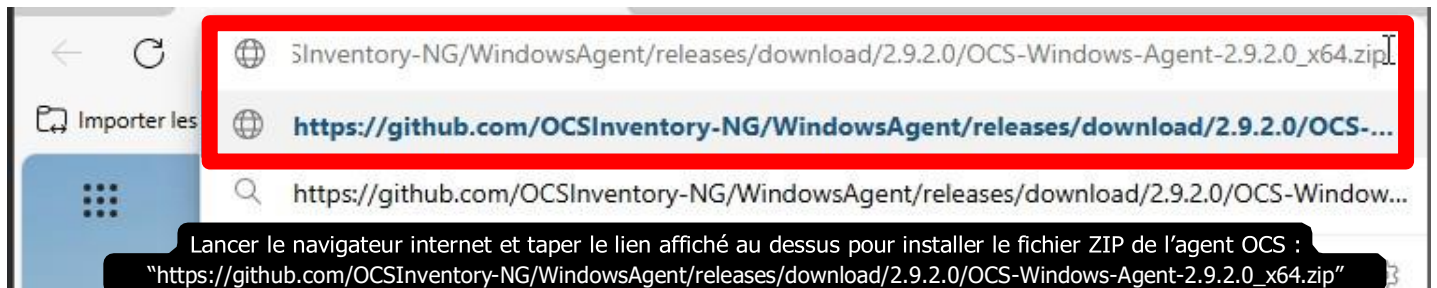 SInventory-NG/WindowsAgent/releases/download/2.9.2.0/OCS-Windows-Agent-2.9.2.0_x64.zip
Importer les
https://github.com/OCSInventory-NG/WindowsAgent/releases/download/2.9.2.0/OCS-...
https://github.com/OCSInventory-NG/WindowsAgent/releases/download/2.9.2.0/OCS-Window...
Lancer le navigateur internet et taper le lien affiché au dessus pour installer le fichier ZIP de l’agent OCS :
“https://github.com/OCSInventory-NG/WindowsAgent/releases/download/2.9.2.0/OCS-Windows-Agent-2.9.2.0_x64.zip”